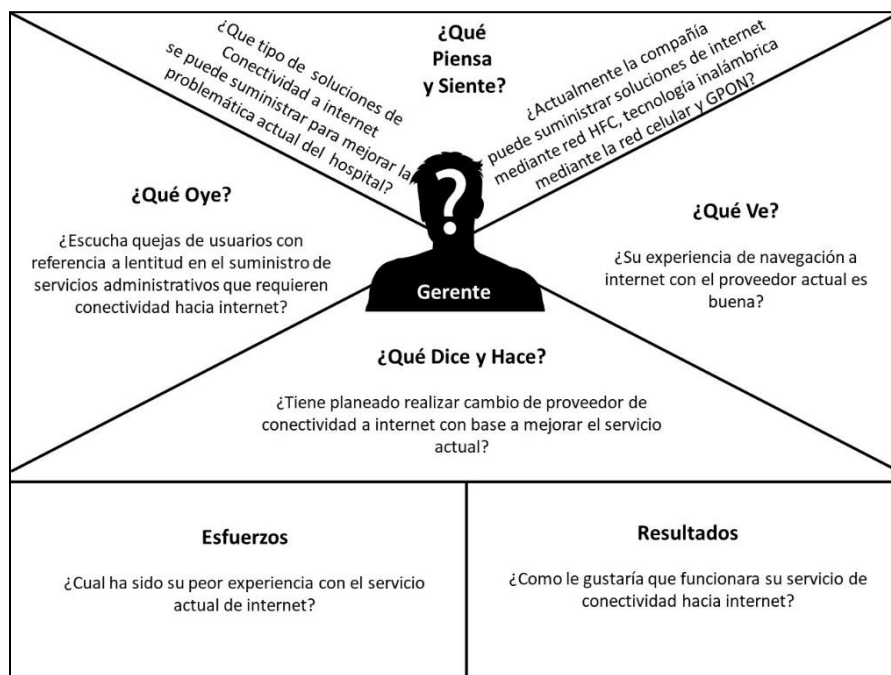 ¿Qué
Piensa
y Siente?
¿Que tipo de soluciones de
Conectividad a internet
se puede suministrar para mejorar la
problemática actual del hospital?
¿Actualmente la compañía
puede suministrar soluciones de internet
mediante red HFC, tecnología inalámbrica
mediante la red celular y GPON?
¿Qué Oye?
¿Escucha quejas de usuarios con
referencia a lentitud en el suministro de
servicios administrativos que requieren
conectividad hacia internet?
?
Gerente
¿Qué Ve?
¿Su experiencia de navegación a
internet con el proveedor actual es
buena?
¿Qué Dice y Hace?
¿Tiene planeado realizar cambio de proveedor de
conectividad a internet con base a mejorar el servicio
actual?
Esfuerzos
¿Cual ha sido su peor experiencia con el servicio
actual de internet?
Resultados
¿Como le gustaría que funcionara su servicio de
conectividad hacia internet?